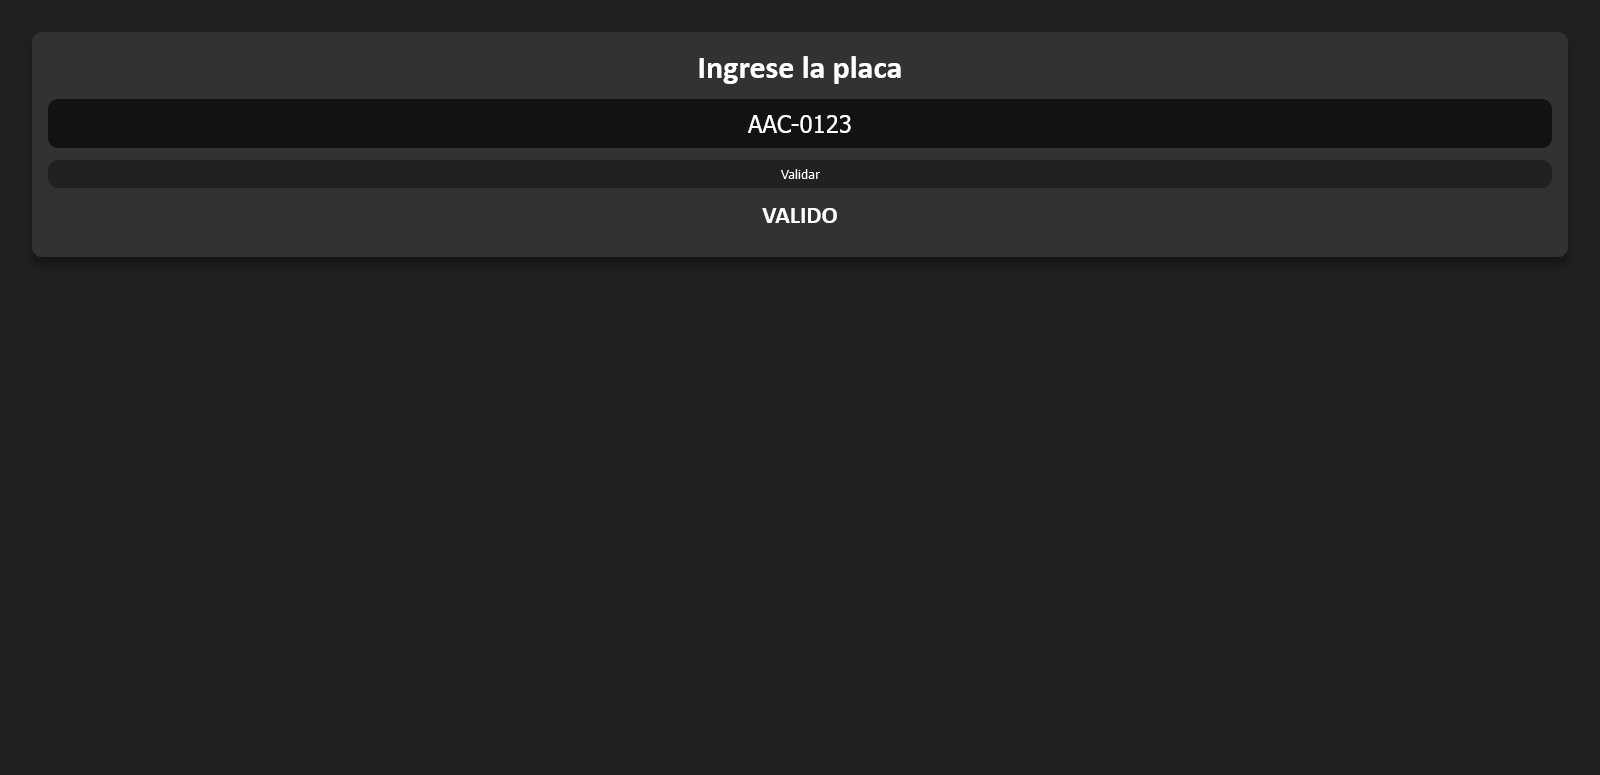 Ingrese la placa
AAC-0123
Validar
VALIDO